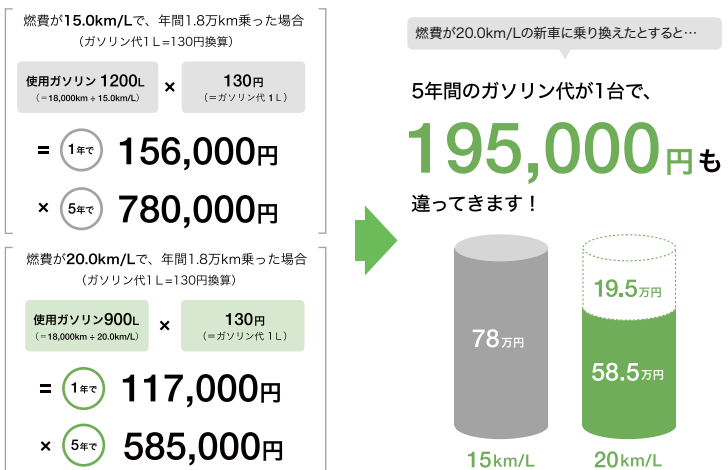 燃費が15.0km/Lで、年間1.8万km乗った場合
（ガソリン代1L=130円換算）
使用ガソリン 1200L
（＝18,000km ÷ 15.0km/L）
×
130円
（＝ガソリン代 1L）
=
1年で
156,000円
×
5年で
780,000円
燃費が20.0km/Lで、年間1.8万km乗った場合
（ガソリン代1L=130円換算）
使用ガソリン900L
（＝18,000km ÷ 20.0km/L）
×
130円
（＝ガソリン代 1L）
=
1年で
117,000円
×
5年で
585,000円
燃費が20.0km/Lの新車に乗り換えたとすると…
5年間のガソリン代が1台で、
195,000円も
違ってきます！
78万円
15km/L
19.5万円
58.5万円
20km/L